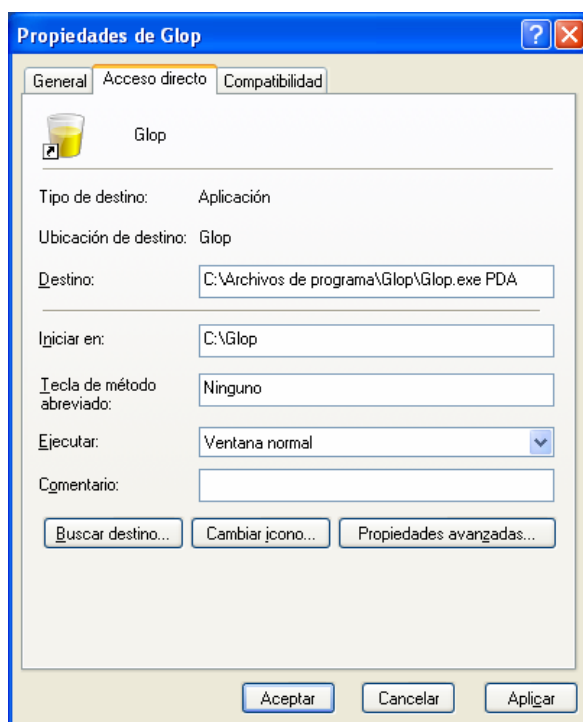 Propiedades de Glop
General Acceso directo Compatibilidad
Glop
Tipo de destino: Aplicación
Ubicación de destino: Glop
Destino: C:\Archivos de programa\Glop\Glop.exe PDA
Iniciar en: C:\Glop
Tecla de método
abreviado: Ninguno
Ejecutar: Ventana normal
Comentario:
Buscar destino... Cambiar icono... Propiedades avanzadas...
Aceptar Cancelar Aplicar